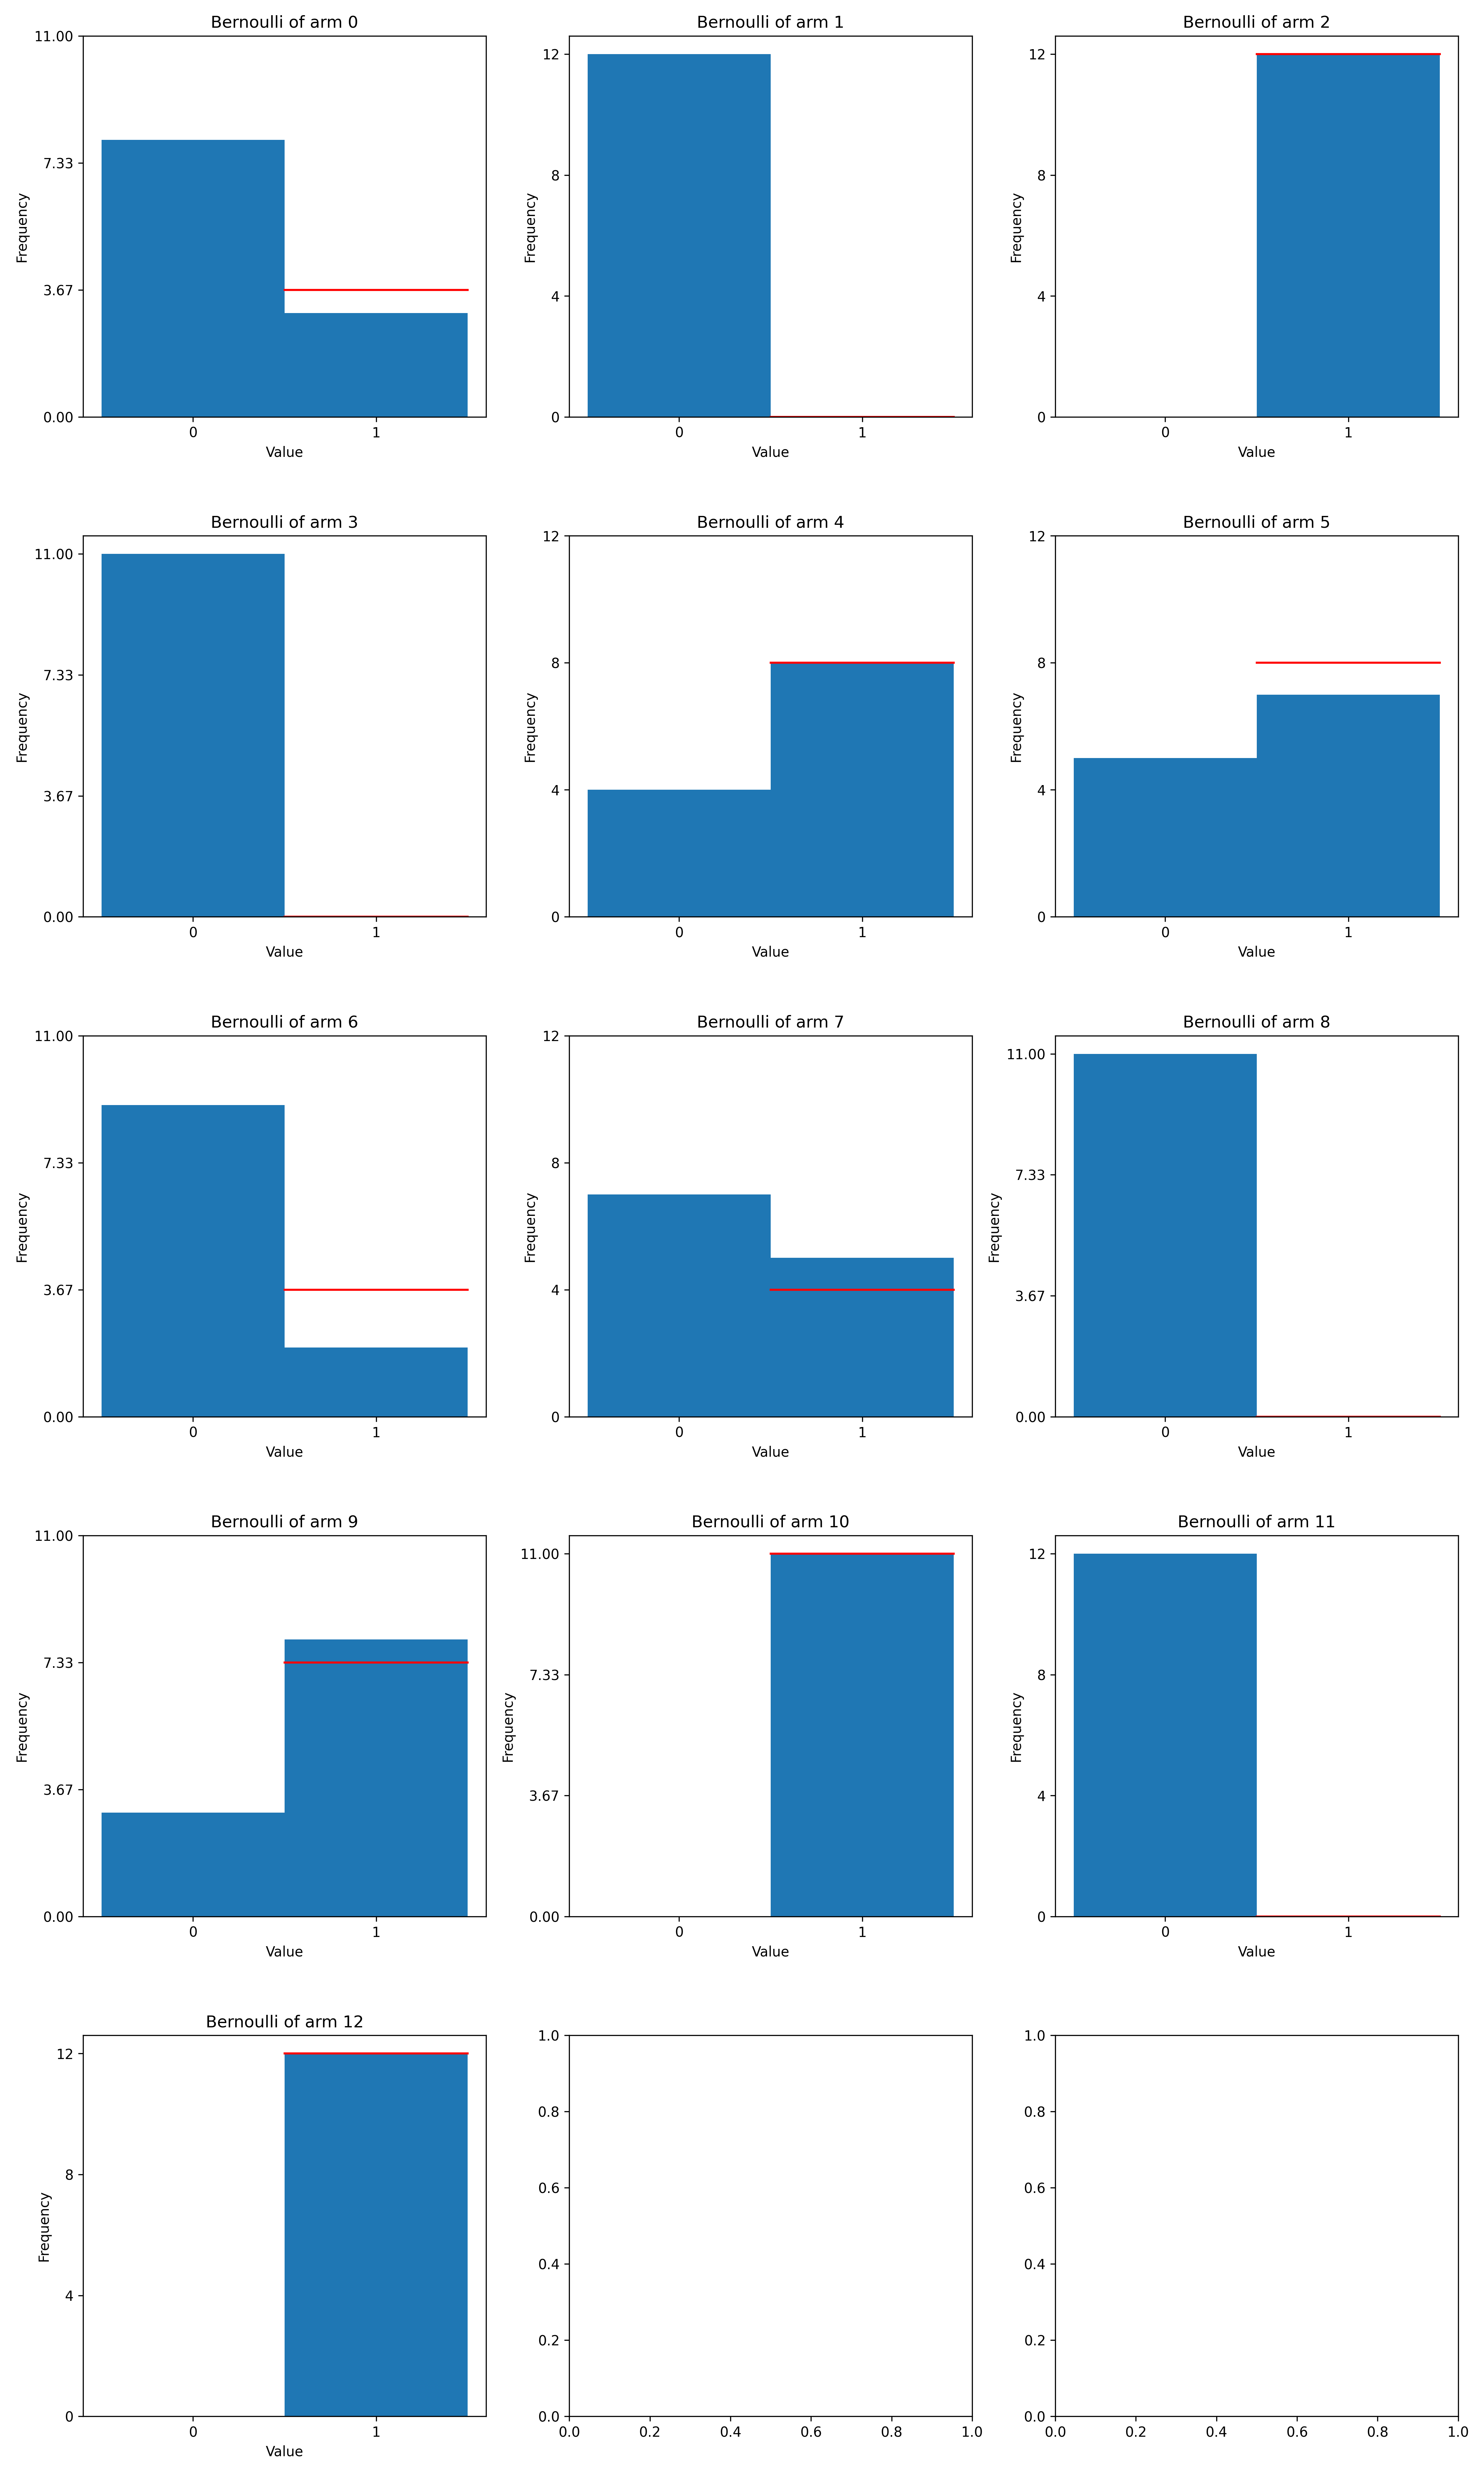 Bernoulli of arm 0
11.00
7.33
3.67
0.00
Frequency
0 1
Value
Bernoulli of arm 1
12
8
4
0
Frequency
0 1
Value
Bernoulli of arm 2
12
8
4
0
Frequency
0 1
Value
Bernoulli of arm 3
11.00
7.33
3.67
0.00
Frequency
0 1
Value
Bernoulli of arm 4
12
8
4
0
Frequency
0 1
Value
Bernoulli of arm 5
12
8
4
0
Frequency
0 1
Value
Bernoulli of arm 6
11.00
7.33
3.67
0.00
Frequency
0 1
Value
Bernoulli of arm 7
12
8
4
0
Frequency
0 1
Value
Bernoulli of arm 8
11.00
7.33
3.67
0.00
Frequency
0 1
Value
Bernoulli of arm 9
11.00
7.33
3.67
0.00
Frequency
0 1
Value
Bernoulli of arm 10
11.00
7.33
3.67
0.00
Frequency
0 1
Value
Bernoulli of arm 11
12
8
4
0
Frequency
0 1
Value
Bernoulli of arm 12
12
8
4
0
Frequency
0 1
Value
1.0
0.8
0.6
0.4
0.2
0.0
0.0 0.2 0.4 0.6 0.8 1.0
1.0
0.8
0.6
0.4
0.2
0.0
0.0 0.2 0.4 0.6 0.8 1.0